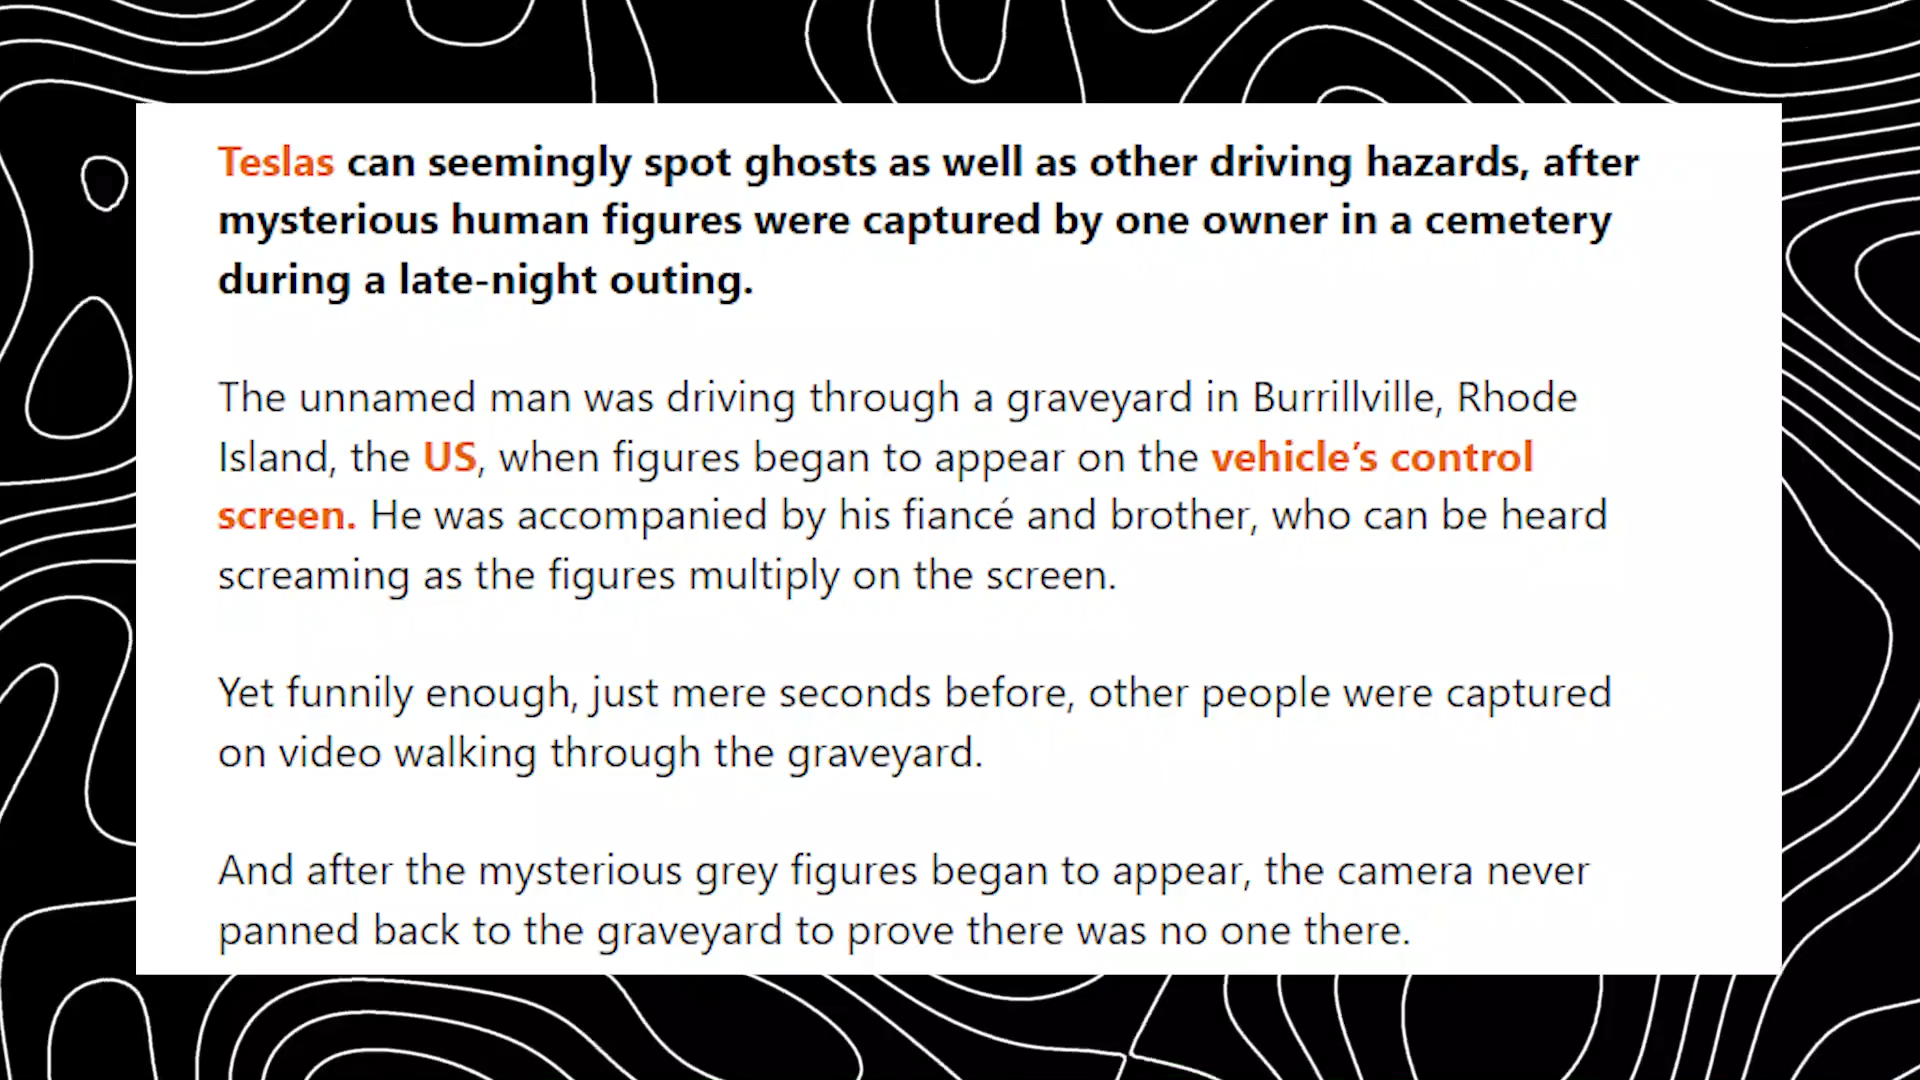 Teslas can seemingly spot ghosts as well as other driving hazards, after
mysterious human figures were captured by one owner in a cemetery
during a late-night outing.
The unnamed man was driving through a graveyard in Burrillville, Rhode
Island, the US, when figures began to appear on the vehicle’s control
screen. He was accompanied by his fiancé and brother, who can be heard
screaming as the figures multiply on the screen.
Yet funnily enough, just mere seconds before, other people were captured
on video walking through the graveyard.
And after the mysterious grey figures began to appear, the camera never
panned back to the graveyard to prove there was no one there.